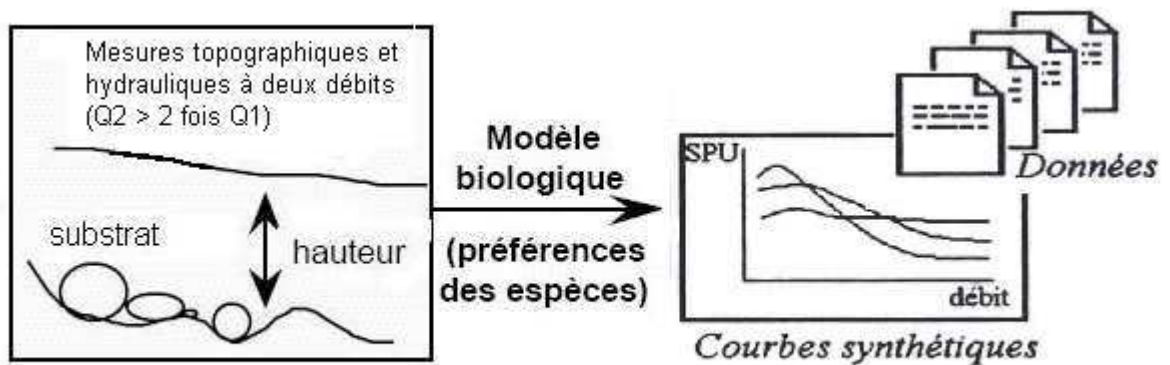 Mesures topographiques et
hydrauliques à deux débits
(Q2 > 2 fois Q1)
substrat
hauteur
Modèle
biologique
(préférences
des espèces)
SPU
débit
Données
Courbes synthétiques